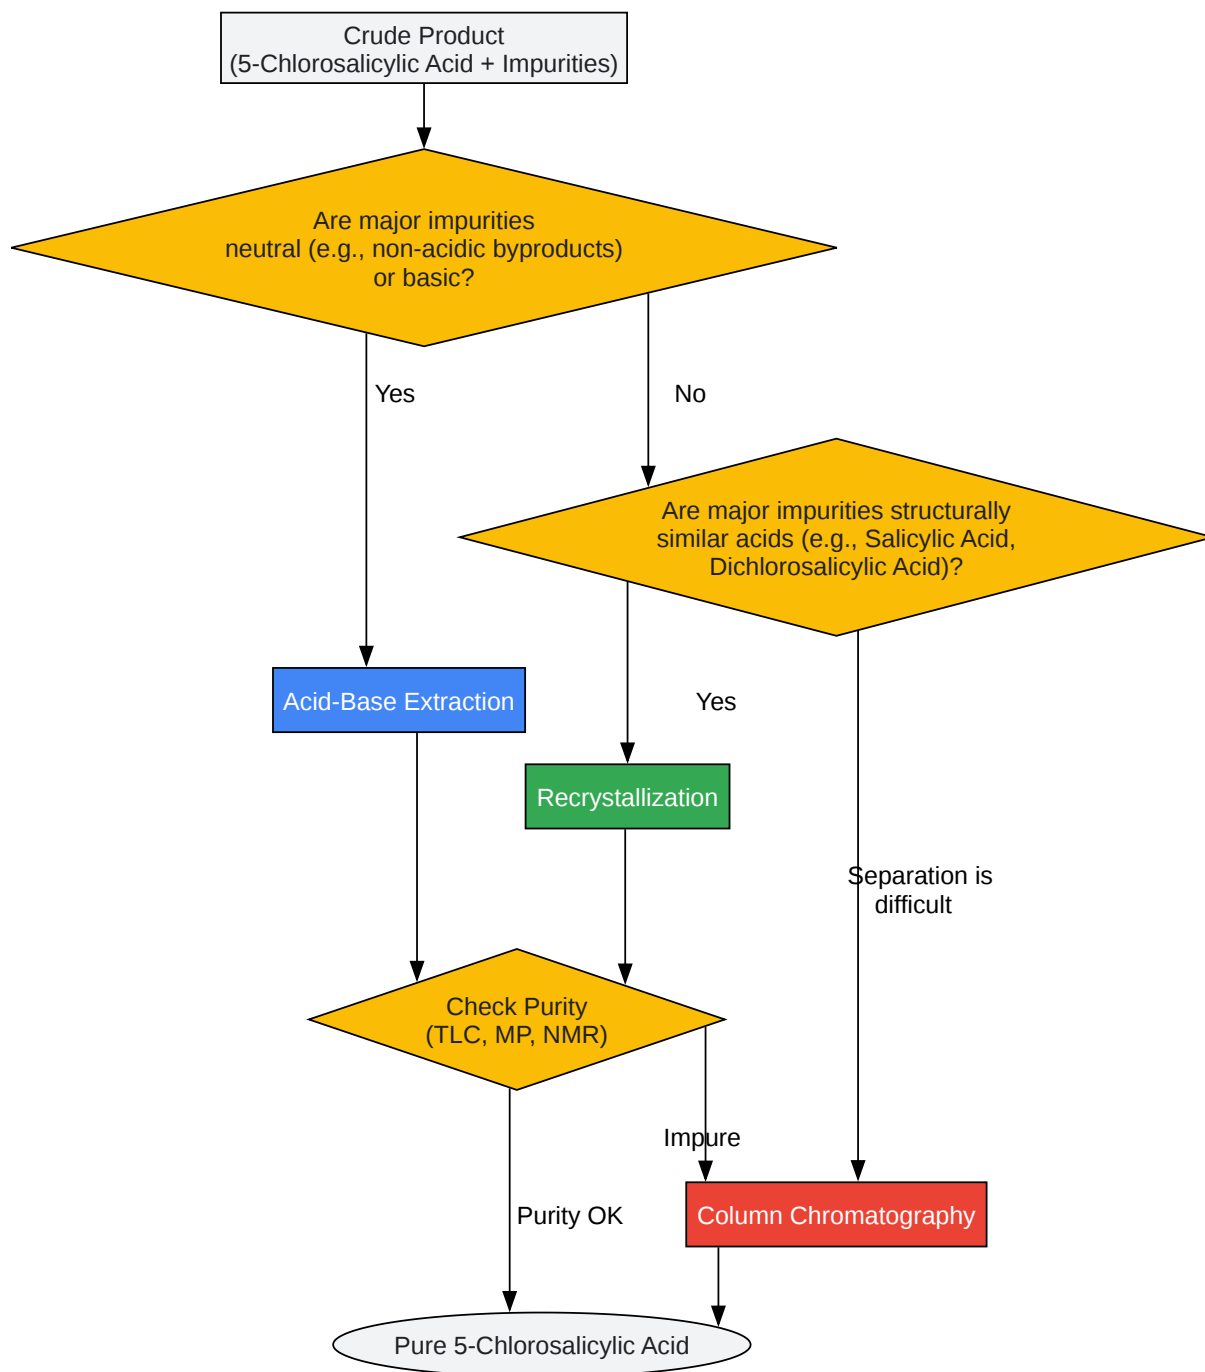 Crude Product
(5-Chlorosalicylic Acid + Impurities)
Are major impurities
neutral (e.g., non-acidic byproducts)
or basic?
Yes
No
Are major impurities structurally
similar acids (e.g., Salicylic Acid,
Dichlorosalicylic Acid)?
Acid-Base Extraction
Yes
Recrystallization
Separation is
difficult
Check Purity
(TLC, MP, NMR)
Impure
Purity OK
Column Chromatography
Pure 5-Chlorosalicylic Acid